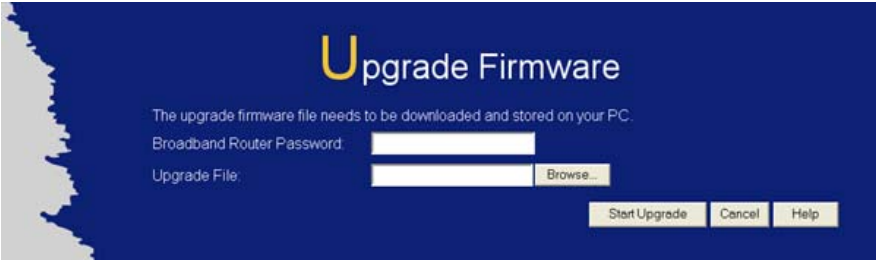 Upgrade Firmware
The upgrade firmware file needs to be downloaded and stored on your PC.
Broadband Router Password:
Upgrade File: Browse...
Start Upgrade Cancel Help